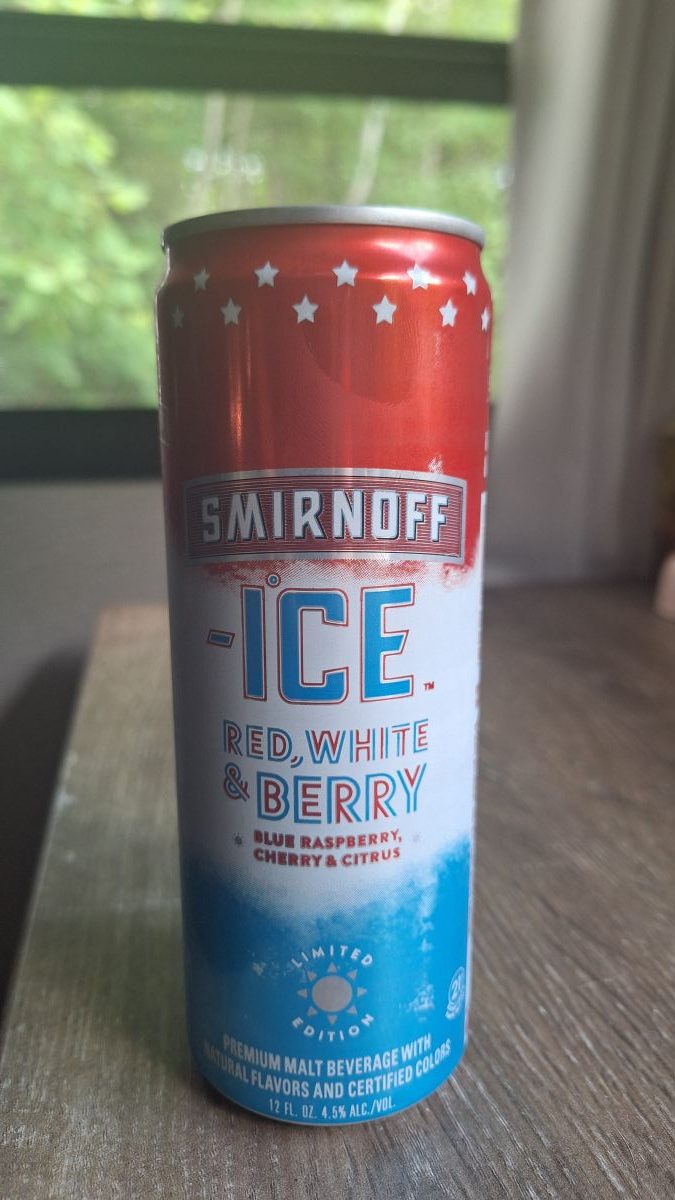 SMIRNOFF
ICE
™
RED, WHITE
& BERRY
BLUE RASPBERRY,
CHERRY & CITRUS
LIMITED
EDITION
PREMIUM MALT BEVERAGE WITH
NATURAL FLAVORS AND CERTIFIED COLORS
12 FL. OZ. 4.5% ALC./VOL.